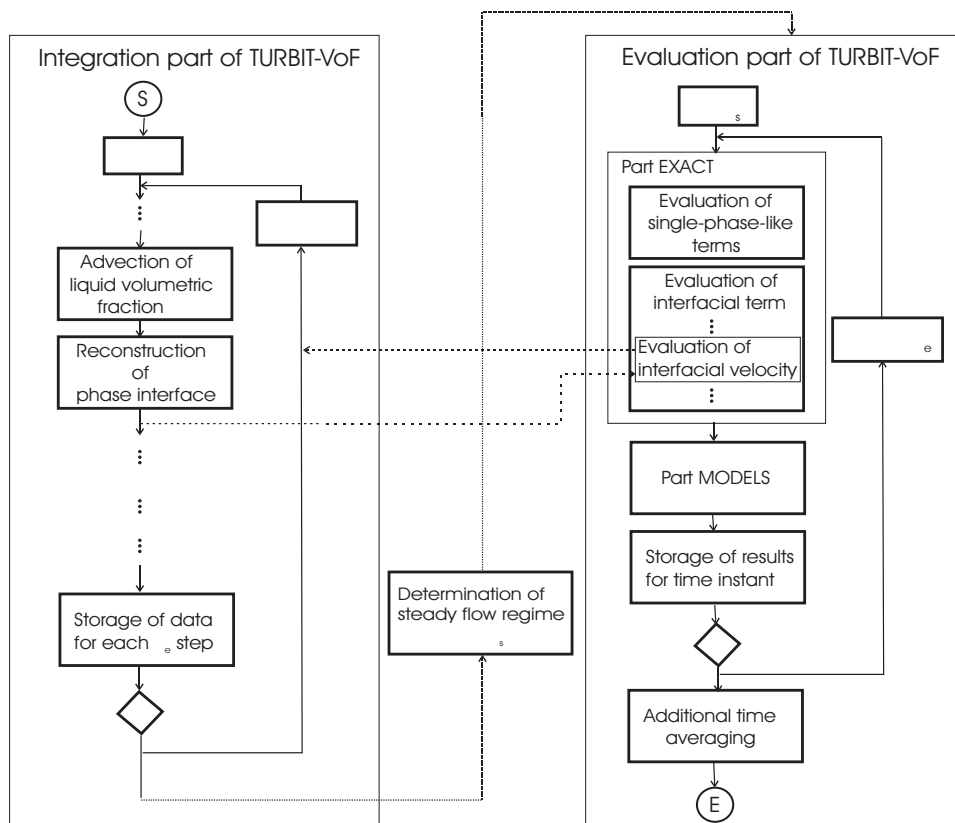 Integration part of TURBIT-VoF
S
Advection of
liquid volumetric
fraction
Reconstruction
of
phase interface
Storage of data
for each e step
Determination of
steady flow regime
s
Evaluation part of TURBIT-VoF
s
Part EXACT
Evaluation of
single-phase-like
terms
Evaluation of
interfacial term
Evaluation of
interfacial velocity
e
Part MODELS
Storage of results
for time instant
Additional time
averaging
E